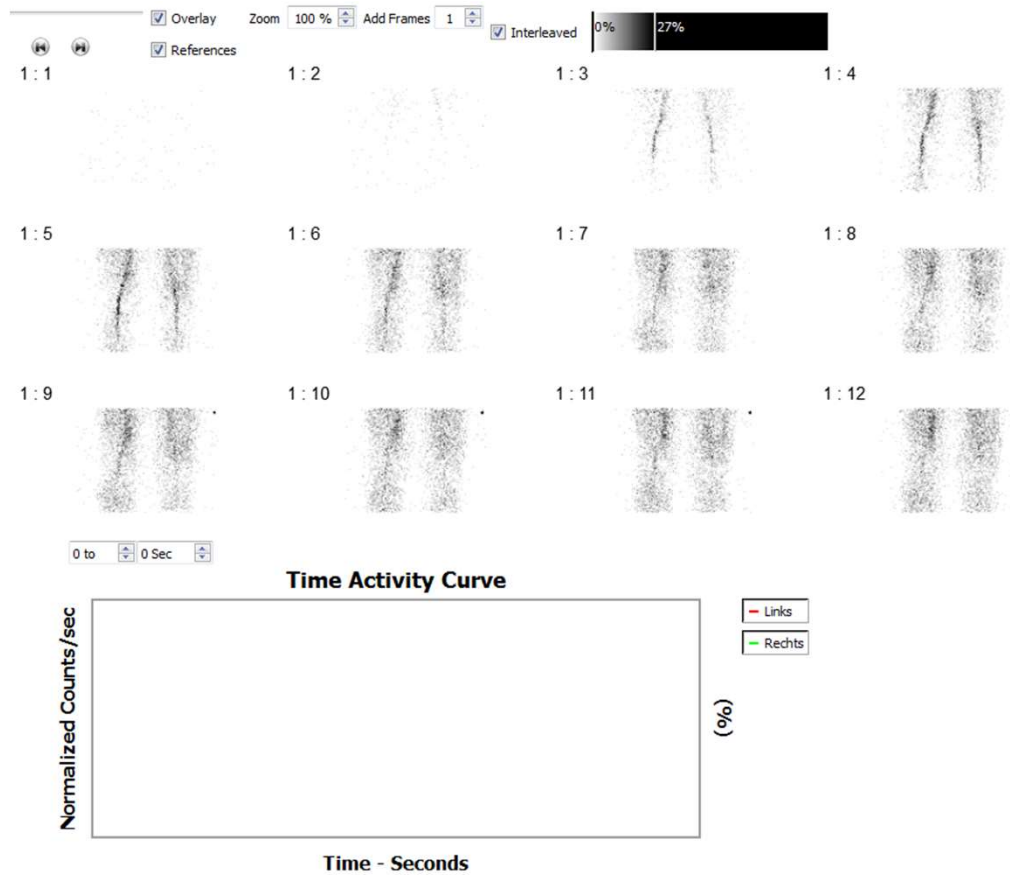 Overlay Zoom 100 % Add Frames 1
Interleaved 0% 27%
References
1 : 1 1 : 2 1 : 3 1 : 4
1 : 5 1 : 6 1 : 7 1 : 8
1 : 9 1 : 10 1 : 11 1 : 12
0 to 0 Sec
Time Activity Curve
Normalized Counts/sec
Links
Rechts
(%)
Time - Seconds